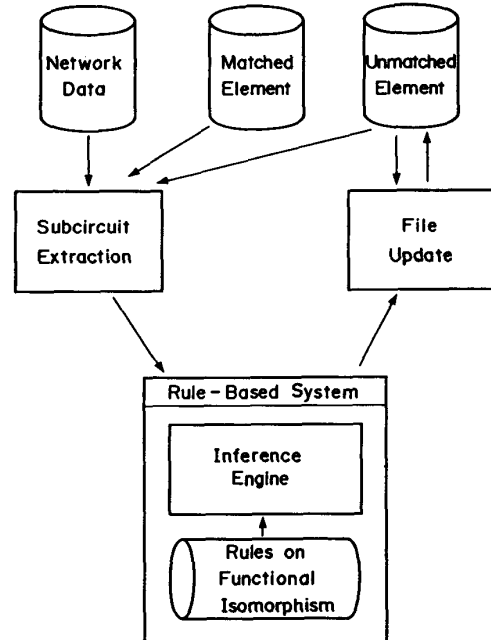 Network
Data
Matched
Element
Unmatched
Element
Subcircuit
Extraction
File
Update
Rule-Based System
Inference
Engine
Rules on
Functional
Isomorphism